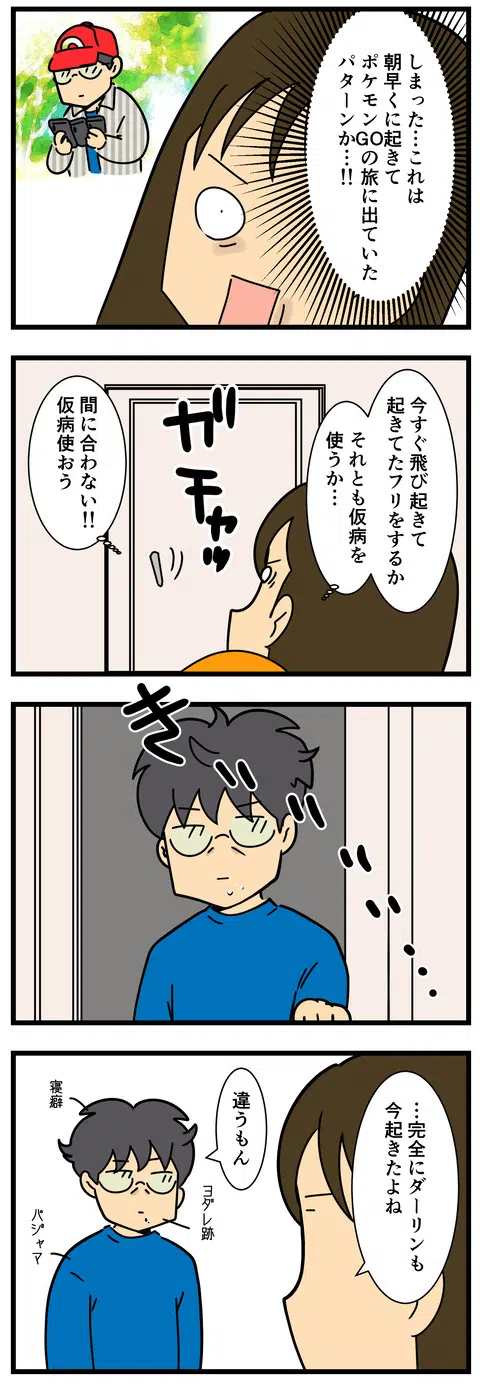 しまった…これは
朝早くに起きて
ポケモンGOの旅に出ていた
パターンか…!!
今すぐ飛び起きて
起きてたフリをするか
それとも仮病を
使うか…
ガチャッ
間に合わない!!
仮病使おう
きぃぃぃぃ…
…完全にダーリンも
今起きたよね
違うもん
寝癖
ヨダレ跡
パジャマ